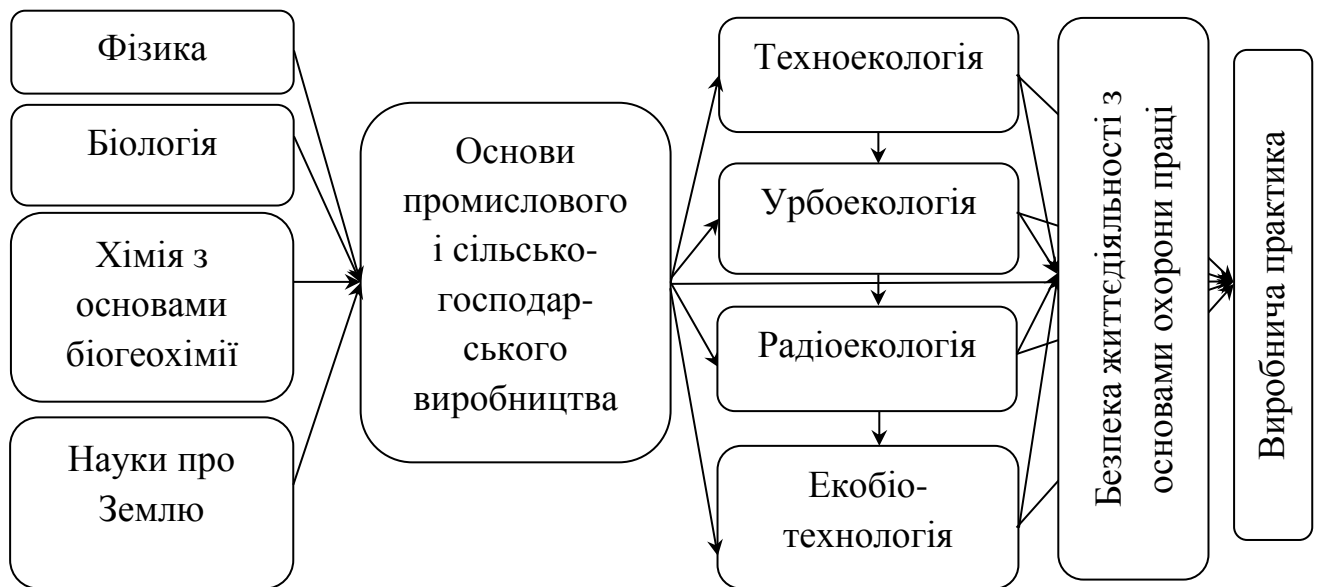 Фізика
Біологія
Хімія з
основами
біогеохімії
Науки про
Землю
Основи
промислового
і сільсько-
господар-
ського
виробництва
Техноекологія
Урбоекологія
Радіоекологія
Екобіо-
технологія
Безпека життєдіяльності з
основами охорони праці
Виробнича практика